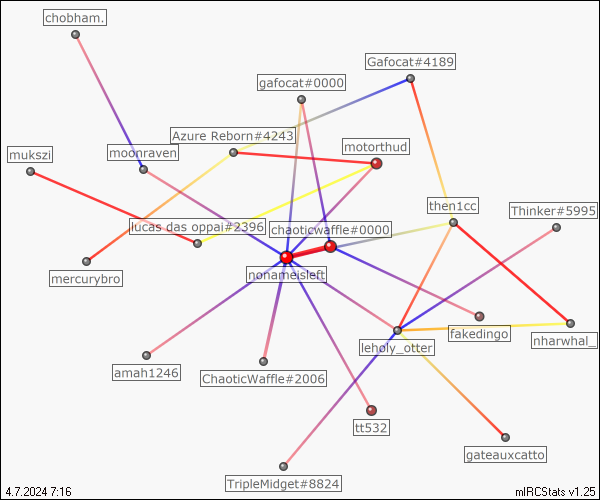 chobham.
Gafocat#4189
gafocat#0000
Azure Reborn#4243
motorthud
mukszi
moonraven
then1cc
Thinker#5995
lucas das oppai#2396
chaoticwaffle#0000
nonameisleft
mercurybro
fakedingo
nharwhal_
leholy_otter
amah1246
ChaoticWaffle#2006
tt532
gateauxcatto
TripleMidget#8824
4.7.2024 7:16
mIRCStats v1.25